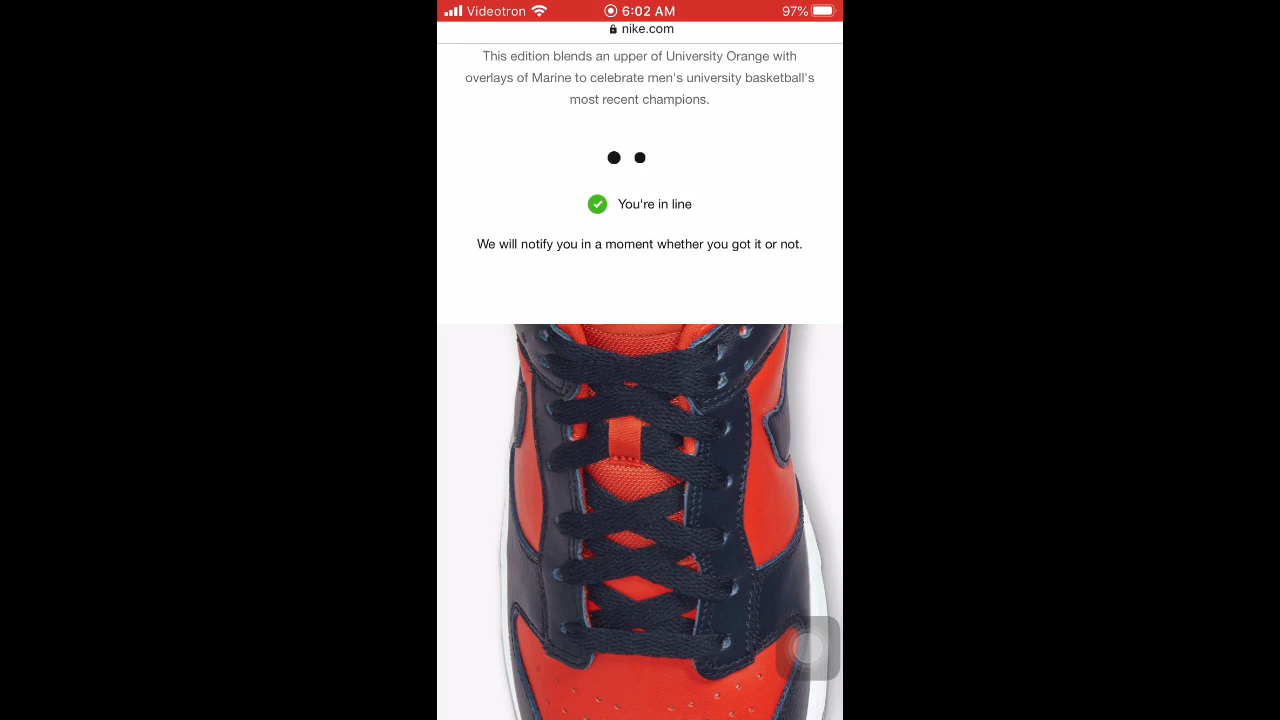 Videotron 6:02 AM 97%
nike.com
This edition blends an upper of University Orange with
overlays of Marine to celebrate men's university basketball's
most recent champions.
You're in line
We will notify you in a moment whether you got it or not.